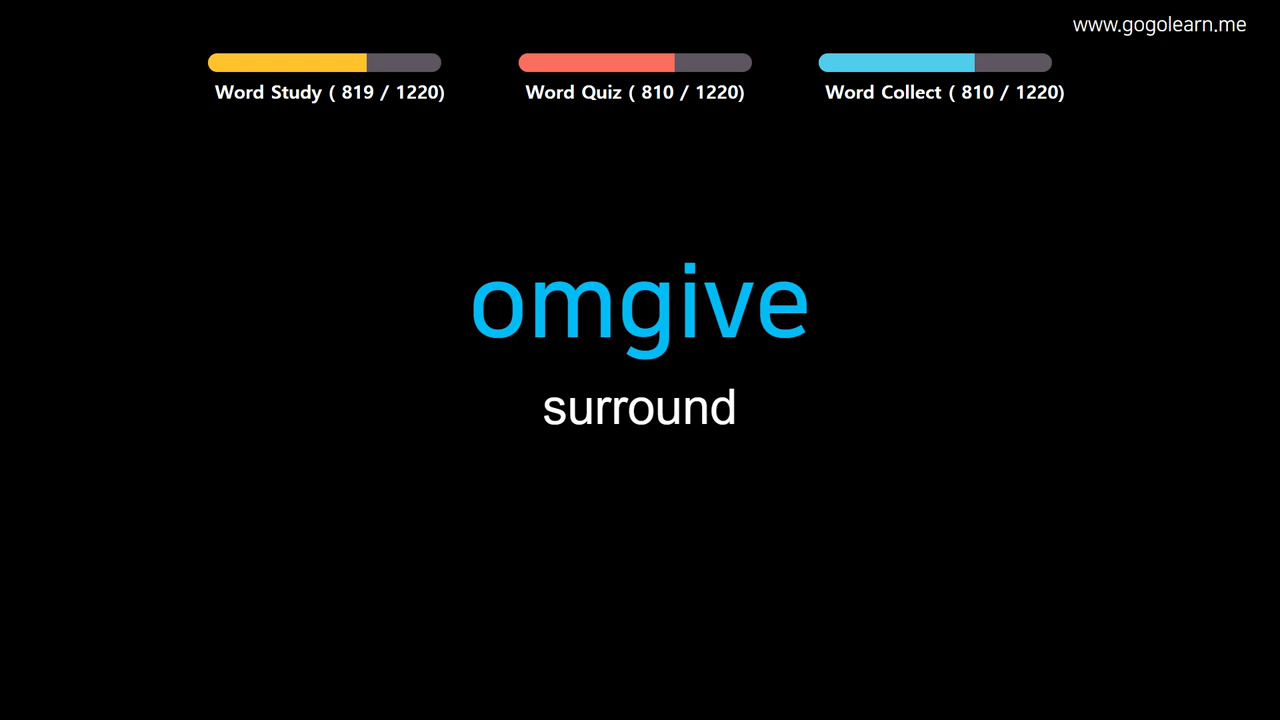 www.gogolearn.me
Word Study ( 819 / 1220)
Word Quiz ( 810 / 1220)
Word Collect ( 810 / 1220)
omgive
surround